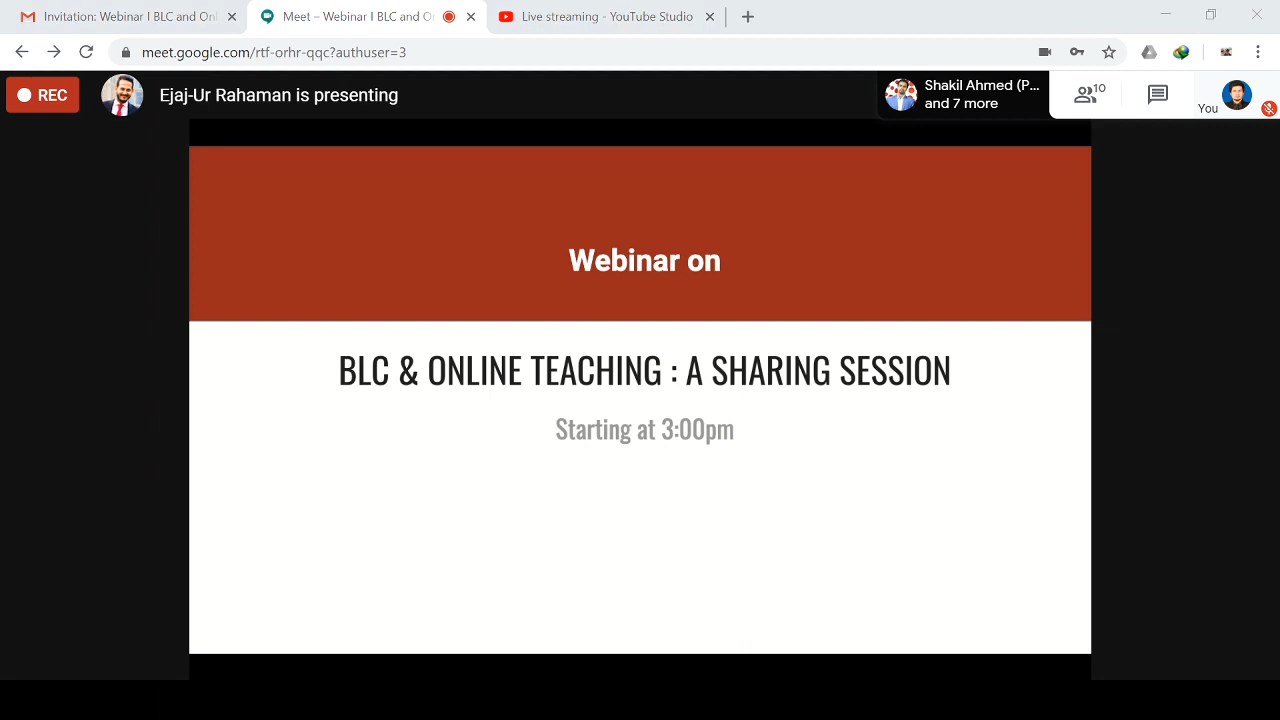 Invitation: Webinar I BLC and Onl
Meet – Webinar I BLC and O
Live streaming - YouTube Studio
meet.google.com/rtf-orhr-qqc?authuser=3
REC
Ejaj-Ur Rahaman is presenting
Shakil Ahmed (P...
and 7 more
10
You
Webinar on
BLC & ONLINE TEACHING : A SHARING SESSION
Starting at 3:00pm